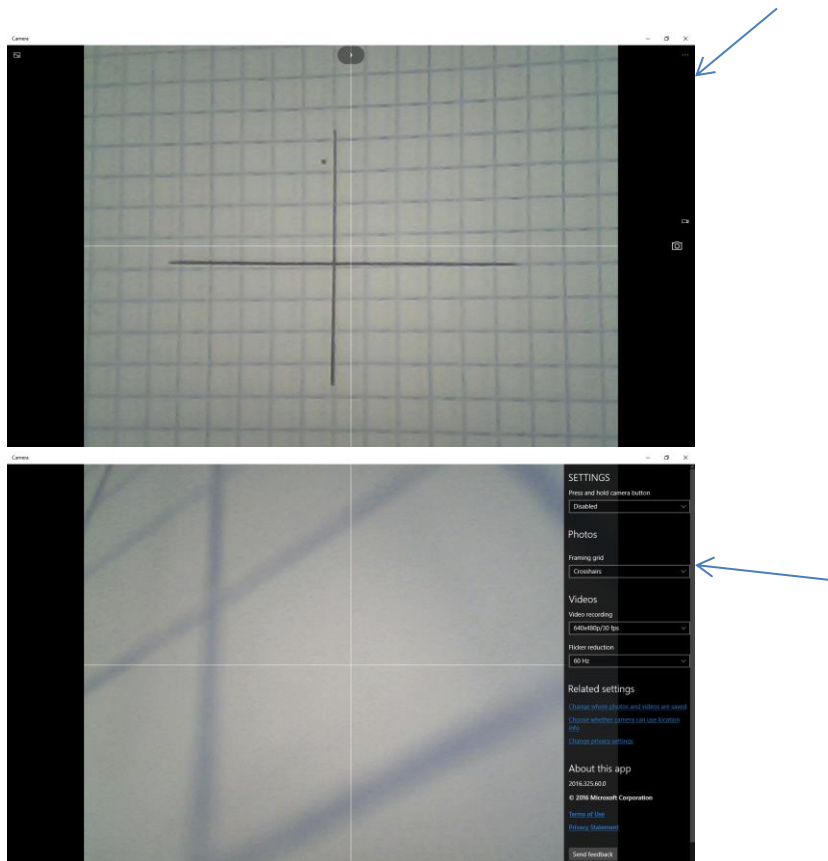 Camera
Camera
SETTINGS
Press and hold camera button
Disabled
Photos
Framing grid
Crosshairs
Videos
Video recording
640x480p/30 fps
Flicker reduction
60 Hz
Related settings
Change where photos and videos are saved
Choose whether camera can use location
info
Change privacy settings
About this app
2016.325.60.0
© 2016 Microsoft Corporation
Terms of Use
Privacy Statement
Send feedback